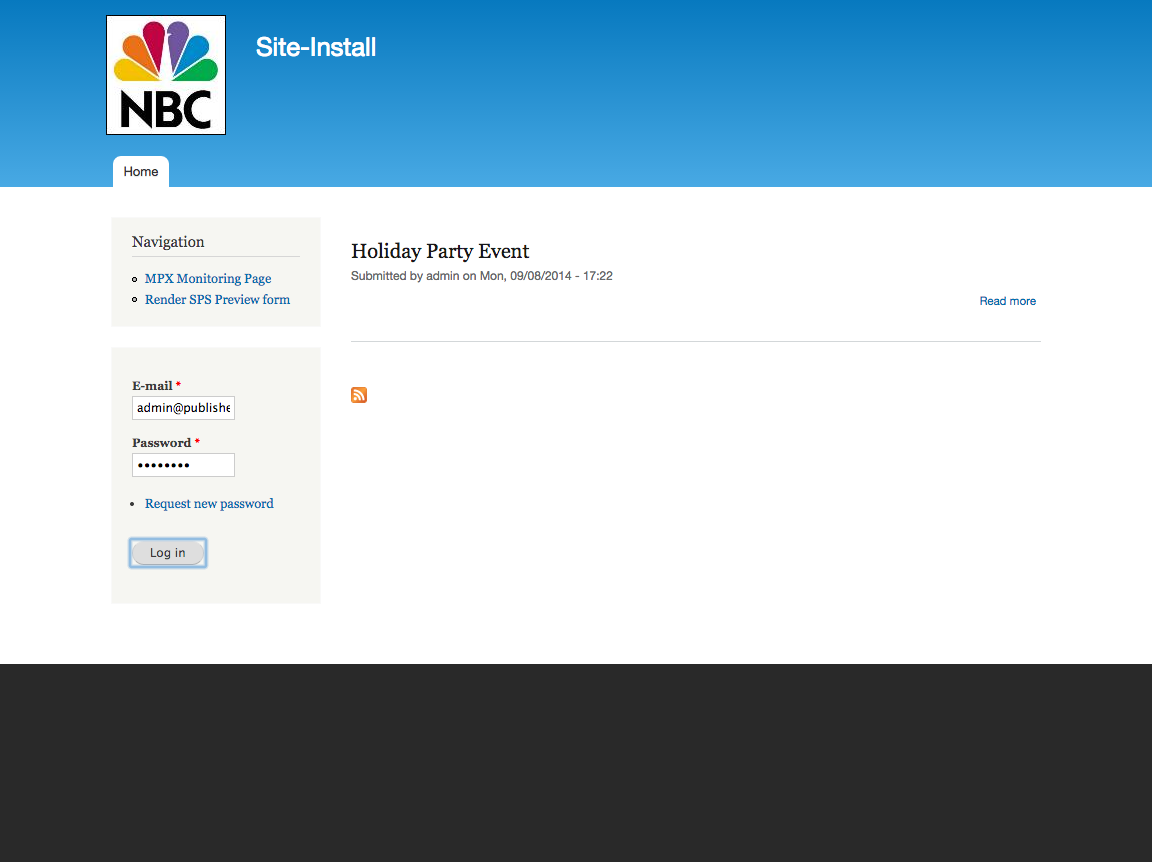 NBC
Site-Install
Home
Navigation
MPX Monitoring Page
Render SPS Preview form
Holiday Party Event
Submitted by admin on Mon, 09/08/2014 - 17:22
Read more
E-mail *
admin@publishe
Password *
••••••••
Request new password
Log in